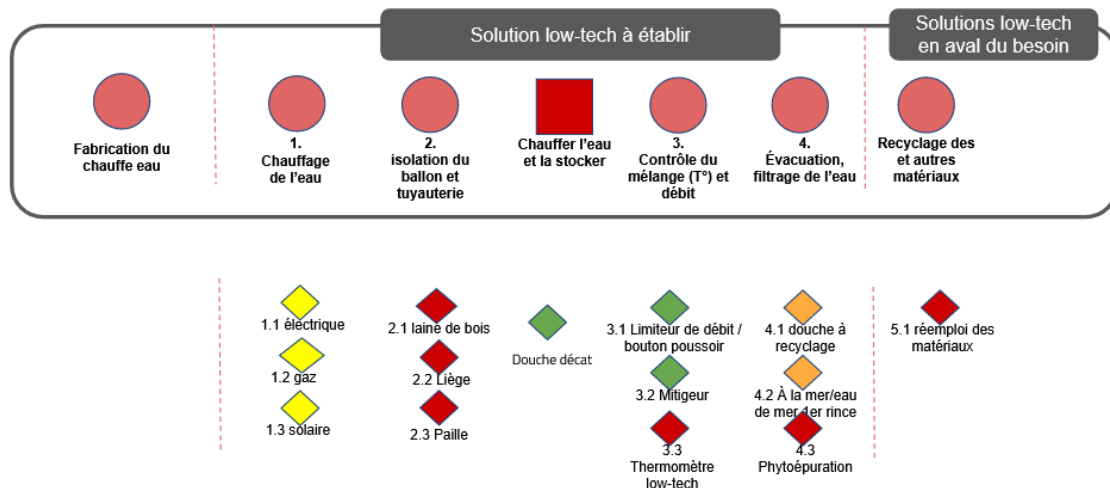 Solution low-tech à établir
Solutions low-tech
en aval du besoin
Fabrication du
chauffe eau
1.
Chauffage
de l'eau
2.
isolation du
ballon et
tuyauterie
Chauffer l'eau
et la stocker
3.
Contrôle du
mélange (T°) et
débit
4.
Évacuation,
filtrage de l'eau
Recyclage des
et autres
matériaux
1.1 électrique
1.2 gaz
1.3 solaire
2.1 laine de bois
2.2 Liège
2.3 Paille
Douche décat
3.1 Limiteur de débit /
bouton poussoir
3.2 Mitigeur
3.3
Thermomètre
low-tech
4.1 douche à
recyclage
4.2 À la mer/eau
de mer 1er rince
4.3
Phytoépuration
5.1 réemploi des
matériaux